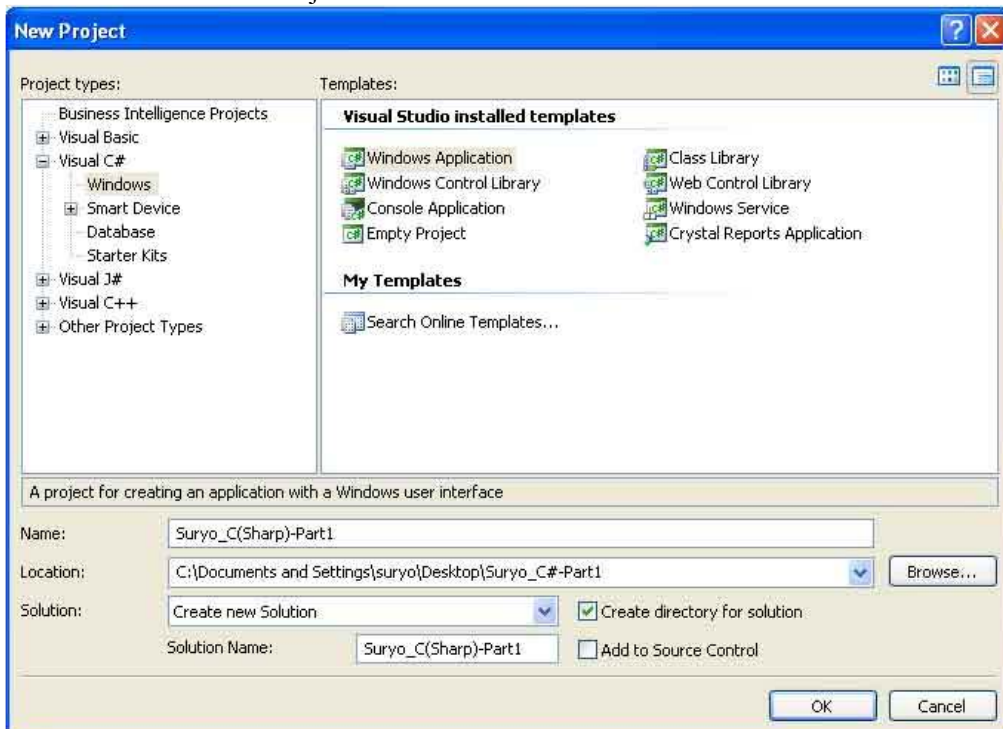 New Project
Project types:
Templates:
Business Intelligence Projects
Visual Basic
Visual C#
Windows
Smart Device
Database
Starter Kits
Visual J#
Visual C++
Other Project Types
Visual Studio installed templates
Windows Application
Windows Control Library
Console Application
Empty Project
Class Library
Web Control Library
Windows Service
Crystal Reports Application
My Templates
Search Online Templates...
A project for creating an application with a Windows user interface
Name: Suryo_C(Sharp)-Part1
Location: C:\Documents and Settings\suryo\Desktop\Suryo_C#-Part1 Browse...
Solution: Create new Solution Create directory for solution
Solution Name: Suryo_C(Sharp)-Part1 Add to Source Control
OK Cancel